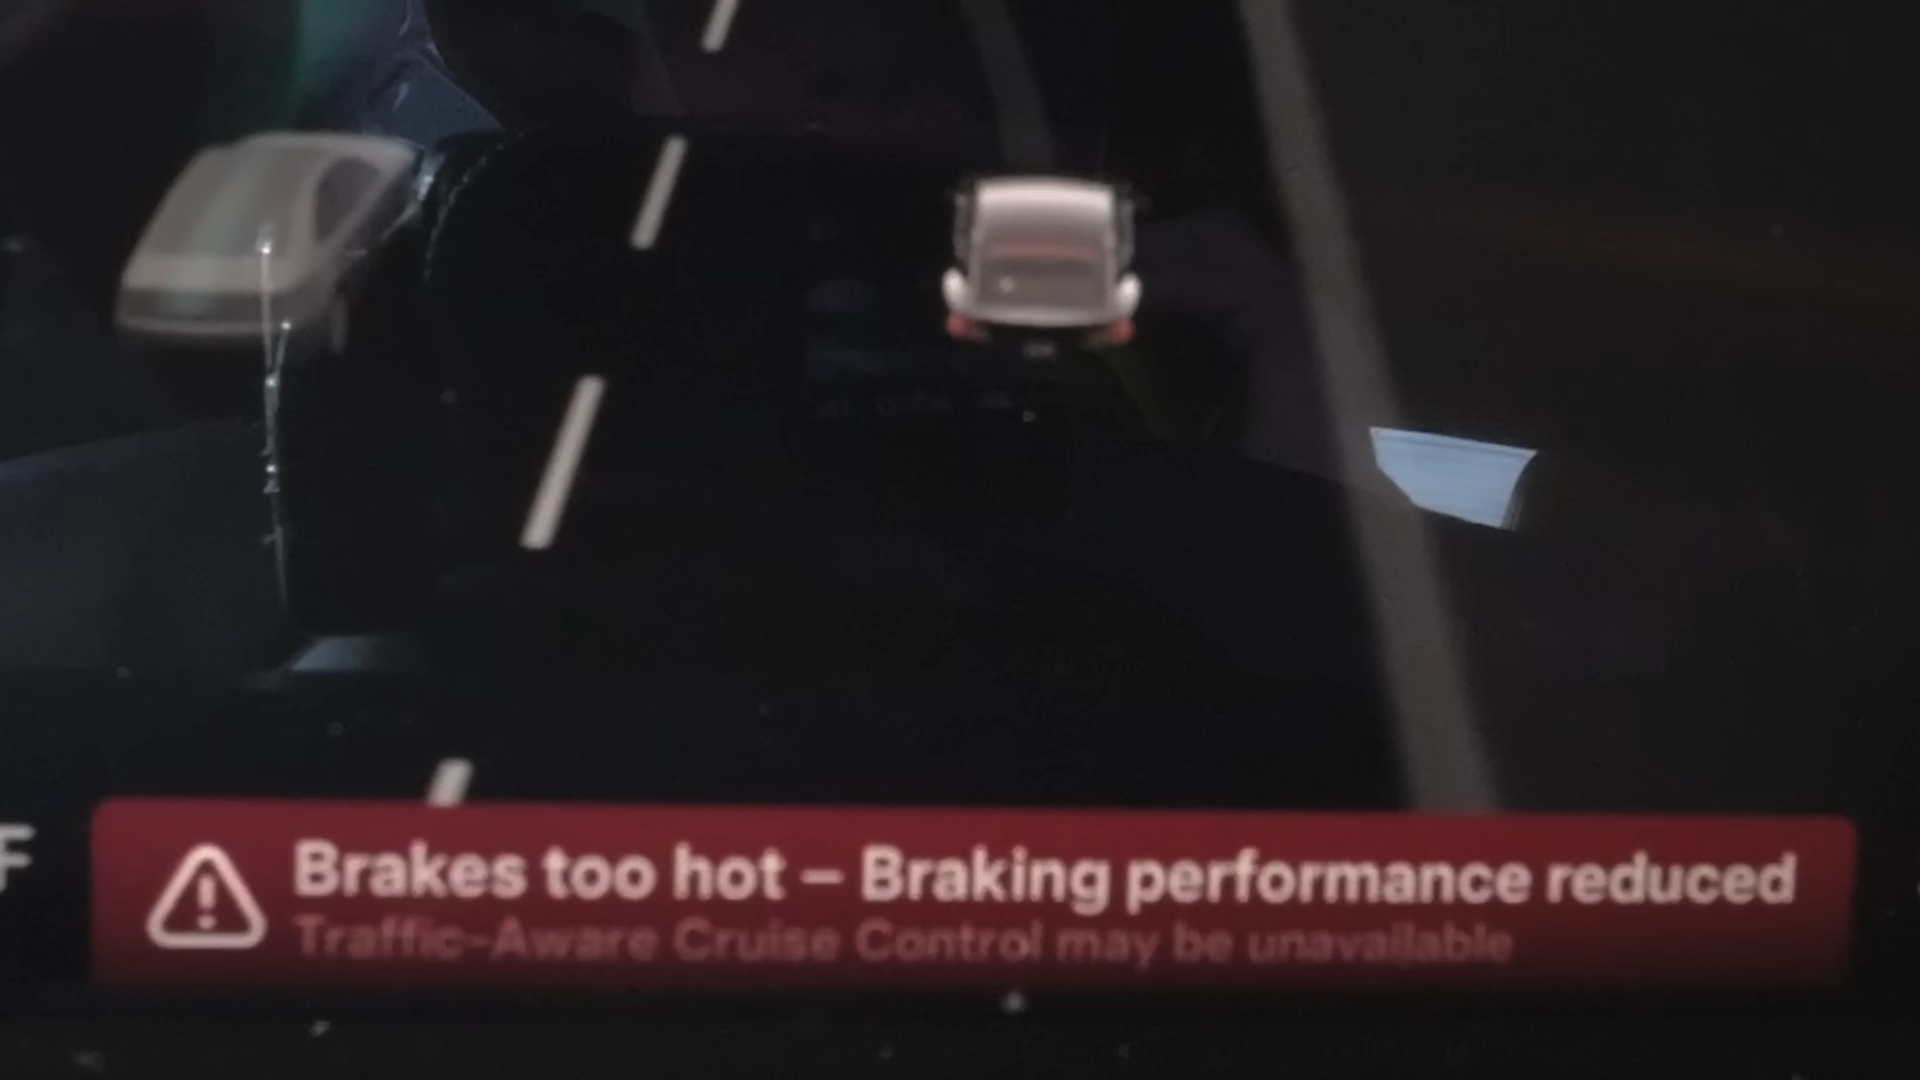 F
Brakes too hot – Braking performance reduced
Traffic-Aware Cruise Control may be unavailable